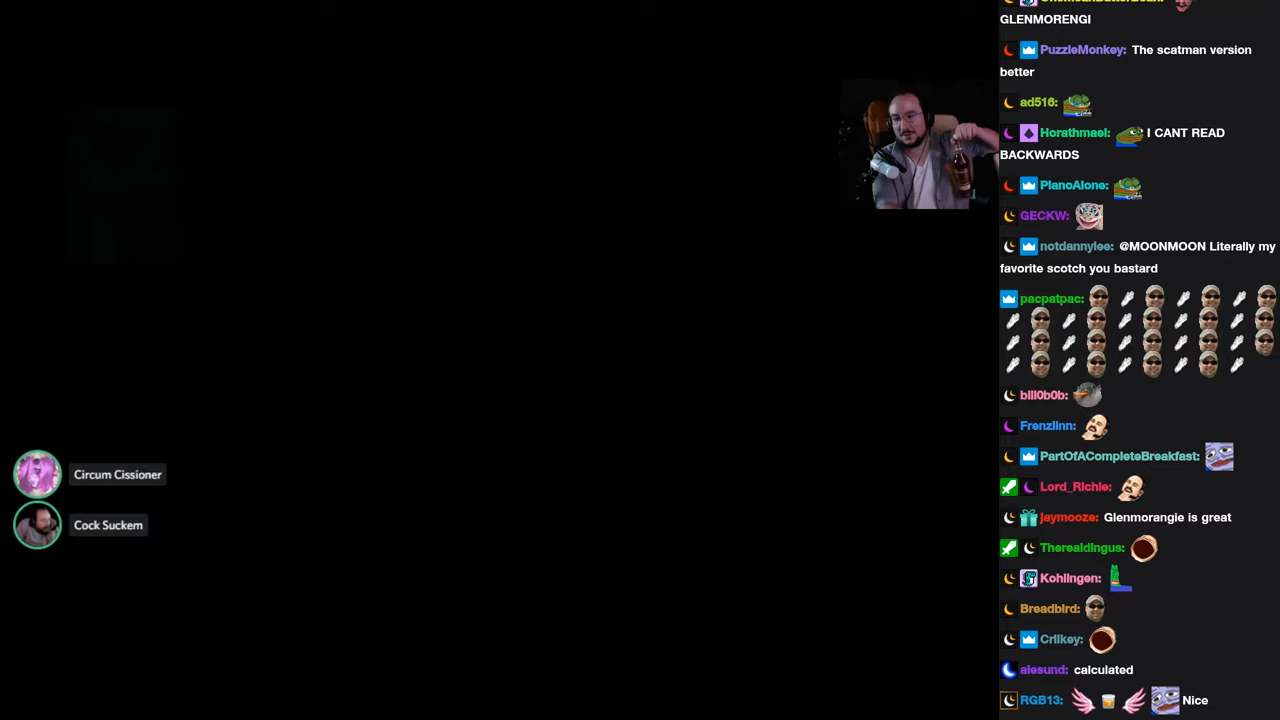 GLENMORENGI
PuzzleMonkey: The scatman version
better
ad516:
Horathmael: I CANT READ
BACKWARDS
PianoAlone:
GECKW:
notdannylee: @MOONMOON Literally my
favorite scotch you bastard
pacpatpac:
bill0b0b:
Frenzlinn:
PartOfACompleteBreakfast:
Lord_Richie:
Circum Cissioner
jaymooze: Glenmorangie is great
Cock Suckem
Therealdingus:
Kohlingen:
Breadbird:
Crilkey:
alesund: calculated
RGB13: Nice